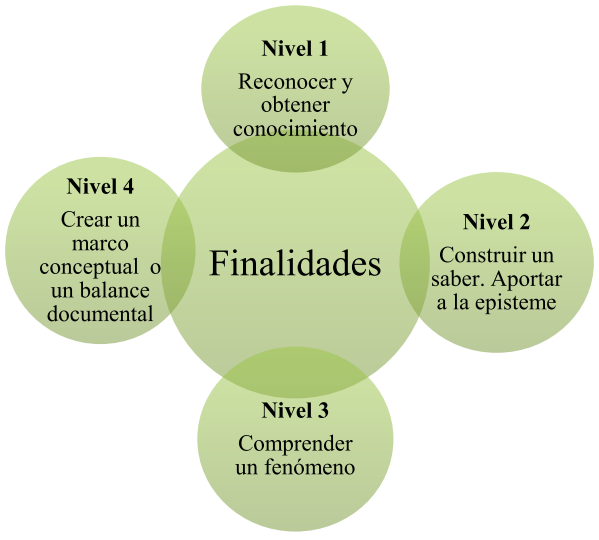 Nivel 1
Reconocer y
obtener
conocimiento
Nivel 4
Crear un
marco
conceptual o
un balance
documental
Finalidades
Nivel 2
Construir un
saber. Aportar
a la episteme
Nivel 3
Comprender
un fenómeno